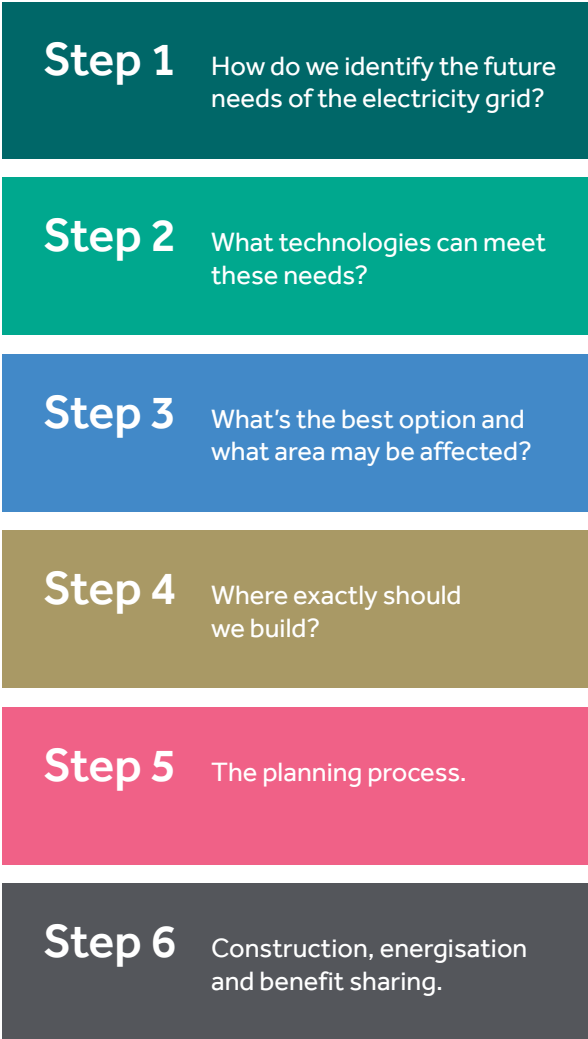 Step 1
How do we identify the future
needs of the electricity grid?
Step 2
What technologies can meet
these needs?
Step 3
What's the best option and
what area may be affected?
Step 4
Where exactly should
we build?
Step 5
The planning process.
Step 6
Construction, energisation
and benefit sharing.